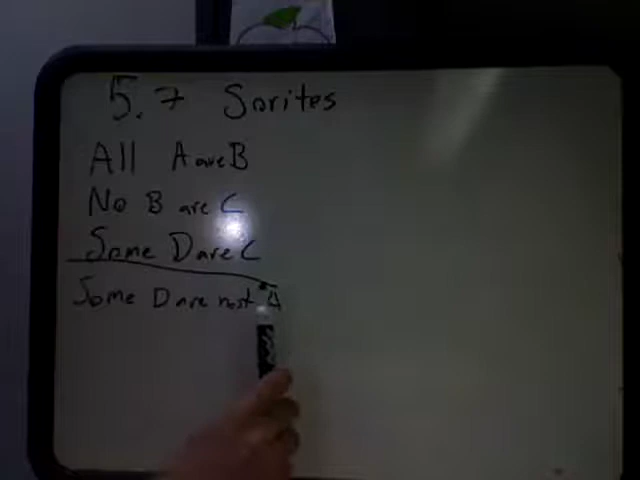 5.7 Sorites
All A are B
No B are C
Some D are C
Some D are not A